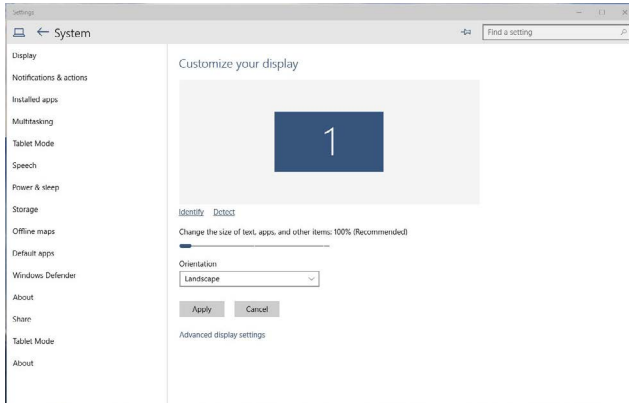 Settings
System
Find a setting
Display
Notifications & actions
Installed apps
Multitasking
Tablet Mode
Speech
Power & sleep
Storage
Offline maps
Default apps
Windows Defender
About
Share
Tablet Mode
About
Customize your display
1
Identify Detect
Change the size of text, apps, and other items: 100% (Recommended)
Orientation
Landscape
Apply Cancel
Advanced display settings